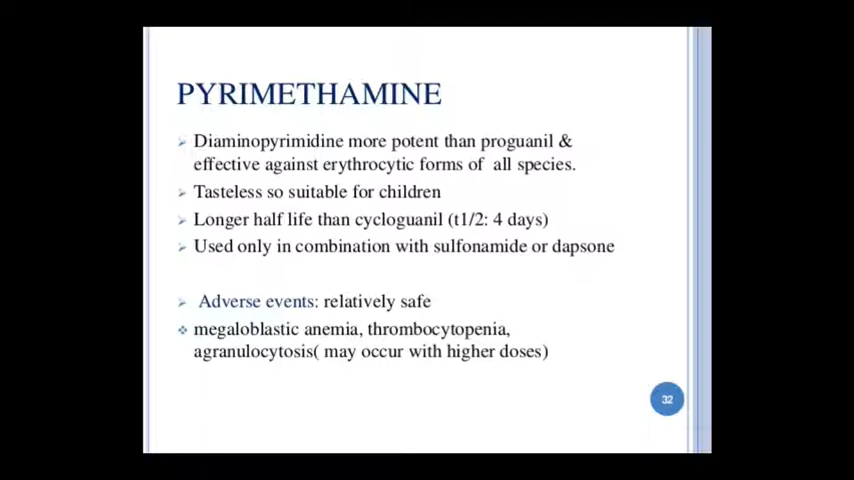 PYRIMETHAMINE
Diaminopyrimidine more potent than proguanil &
effective against erythrocytic forms of all species.
Tasteless so suitable for children
Longer half life than cycloguanil (t1/2: 4 days)
Used only in combination with sulfonamide or dapsone
Adverse events: relatively safe
megaloblastic anemia, thrombocytopenia,
agranulocytosis( may occur with higher doses)
32